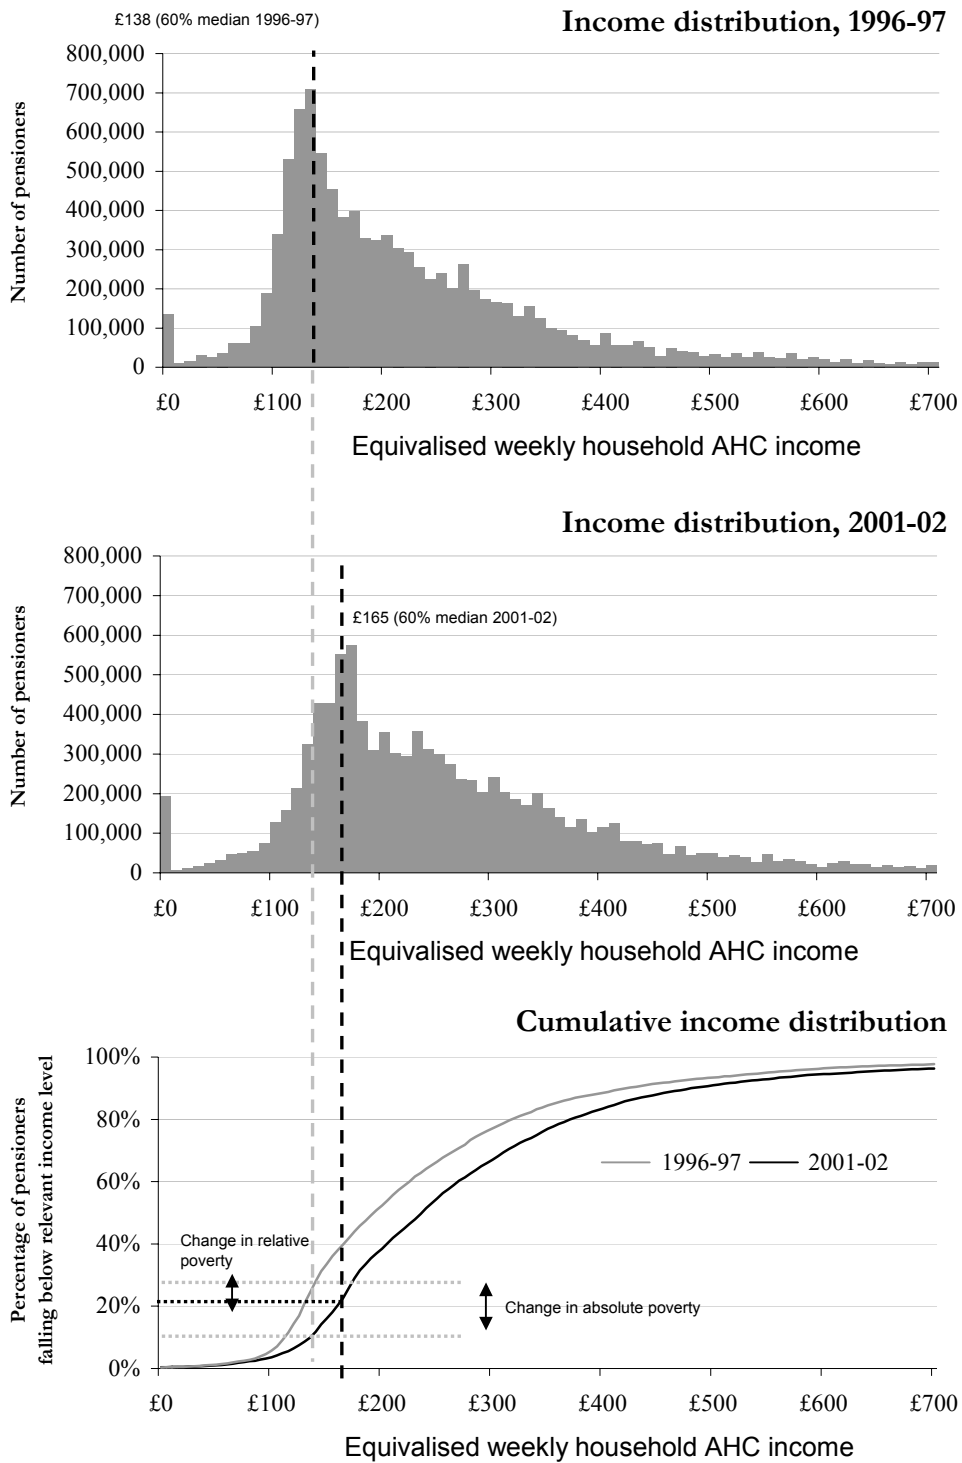 £138 (60% median 1996-97)
Income distribution, 1996-97
Number of pensioners
800,000
700,000
600,000
500,000
400,000
300,000
200,000
100,000
0
£0 £100 £200 £300 £400 £500 £600 £700
Equivalised weekly household AHC income
Income distribution, 2001-02
Number of pensioners
800,000
700,000
600,000
500,000
400,000
300,000
200,000
100,000
0
£165 (60% median 2001-02)
£0 £100 £200 £300 £400 £500 £600 £700
Equivalised weekly household AHC income
Cumulative income distribution
Percentage of pensioners
falling below relevant income level
100%
80%
60%
40%
20%
0%
1996-97 2001-02
Change in relative
poverty
Change in absolute poverty
£0 £100 £200 £300 £400 £500 £600 £700
Equivalised weekly household AHC income